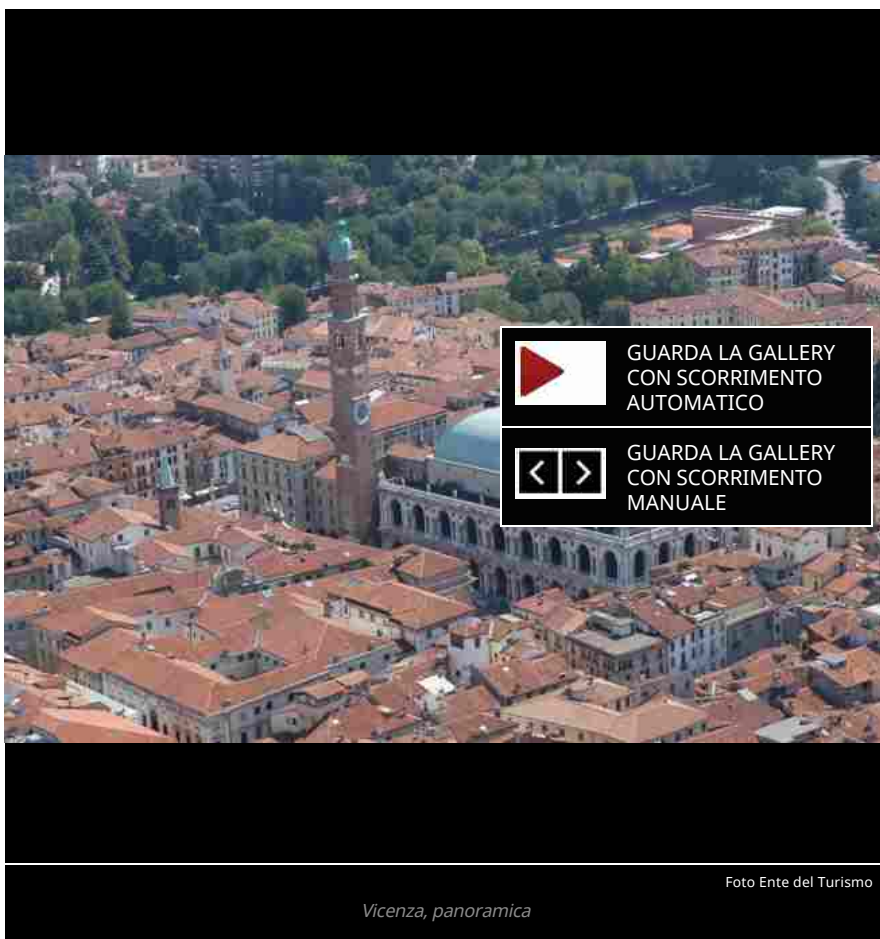 GUARDA LA GALLERY
CON SCORRIMENTO
AUTOMATICO
GUARDA LA GALLERY
CON SCORRIMENTO
MANUALE
Foto Ente del Turismo
Vicenza, panoramica